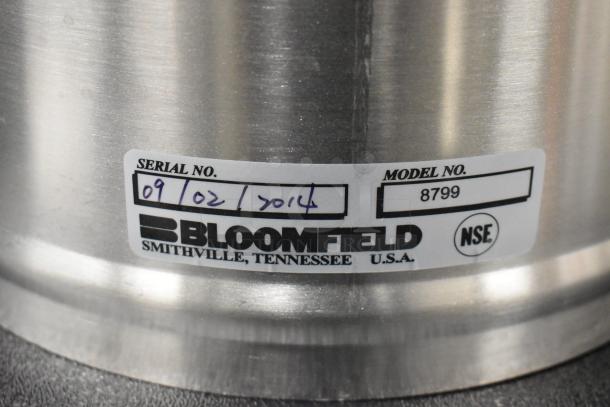 SERIAL NO.
09/02/2014
MODEL NO.
8799
BLOOMFIELD
NSF
SMITHVILLE, TENNESSEE U.S.A.